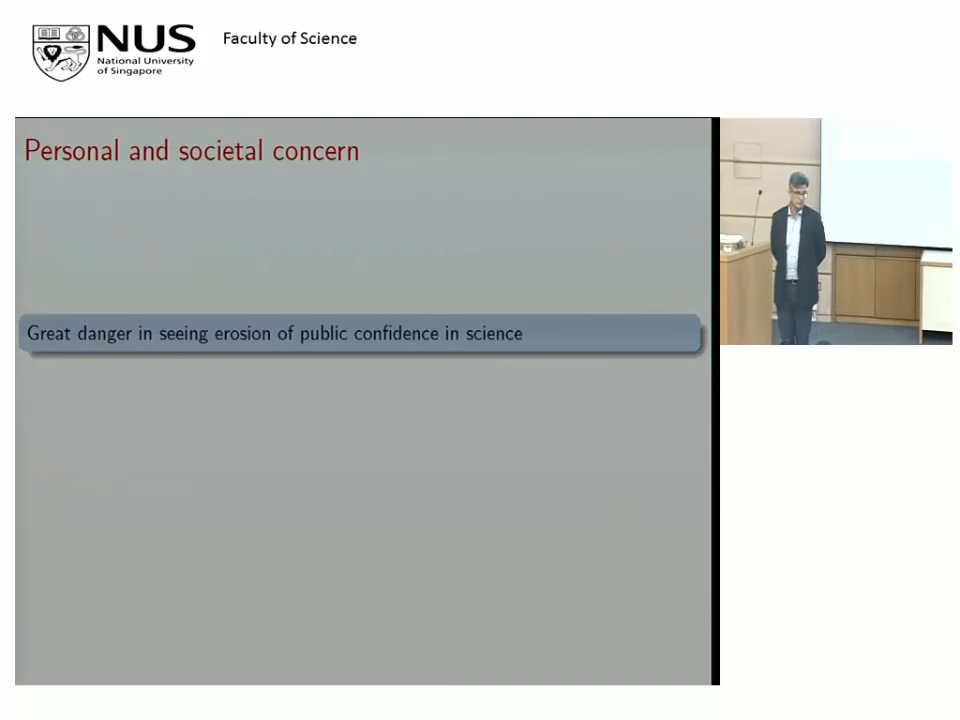 NUS
National University
of Singapore
Faculty of Science
Personal and societal concern
Great danger in seeing erosion of public confidence in science